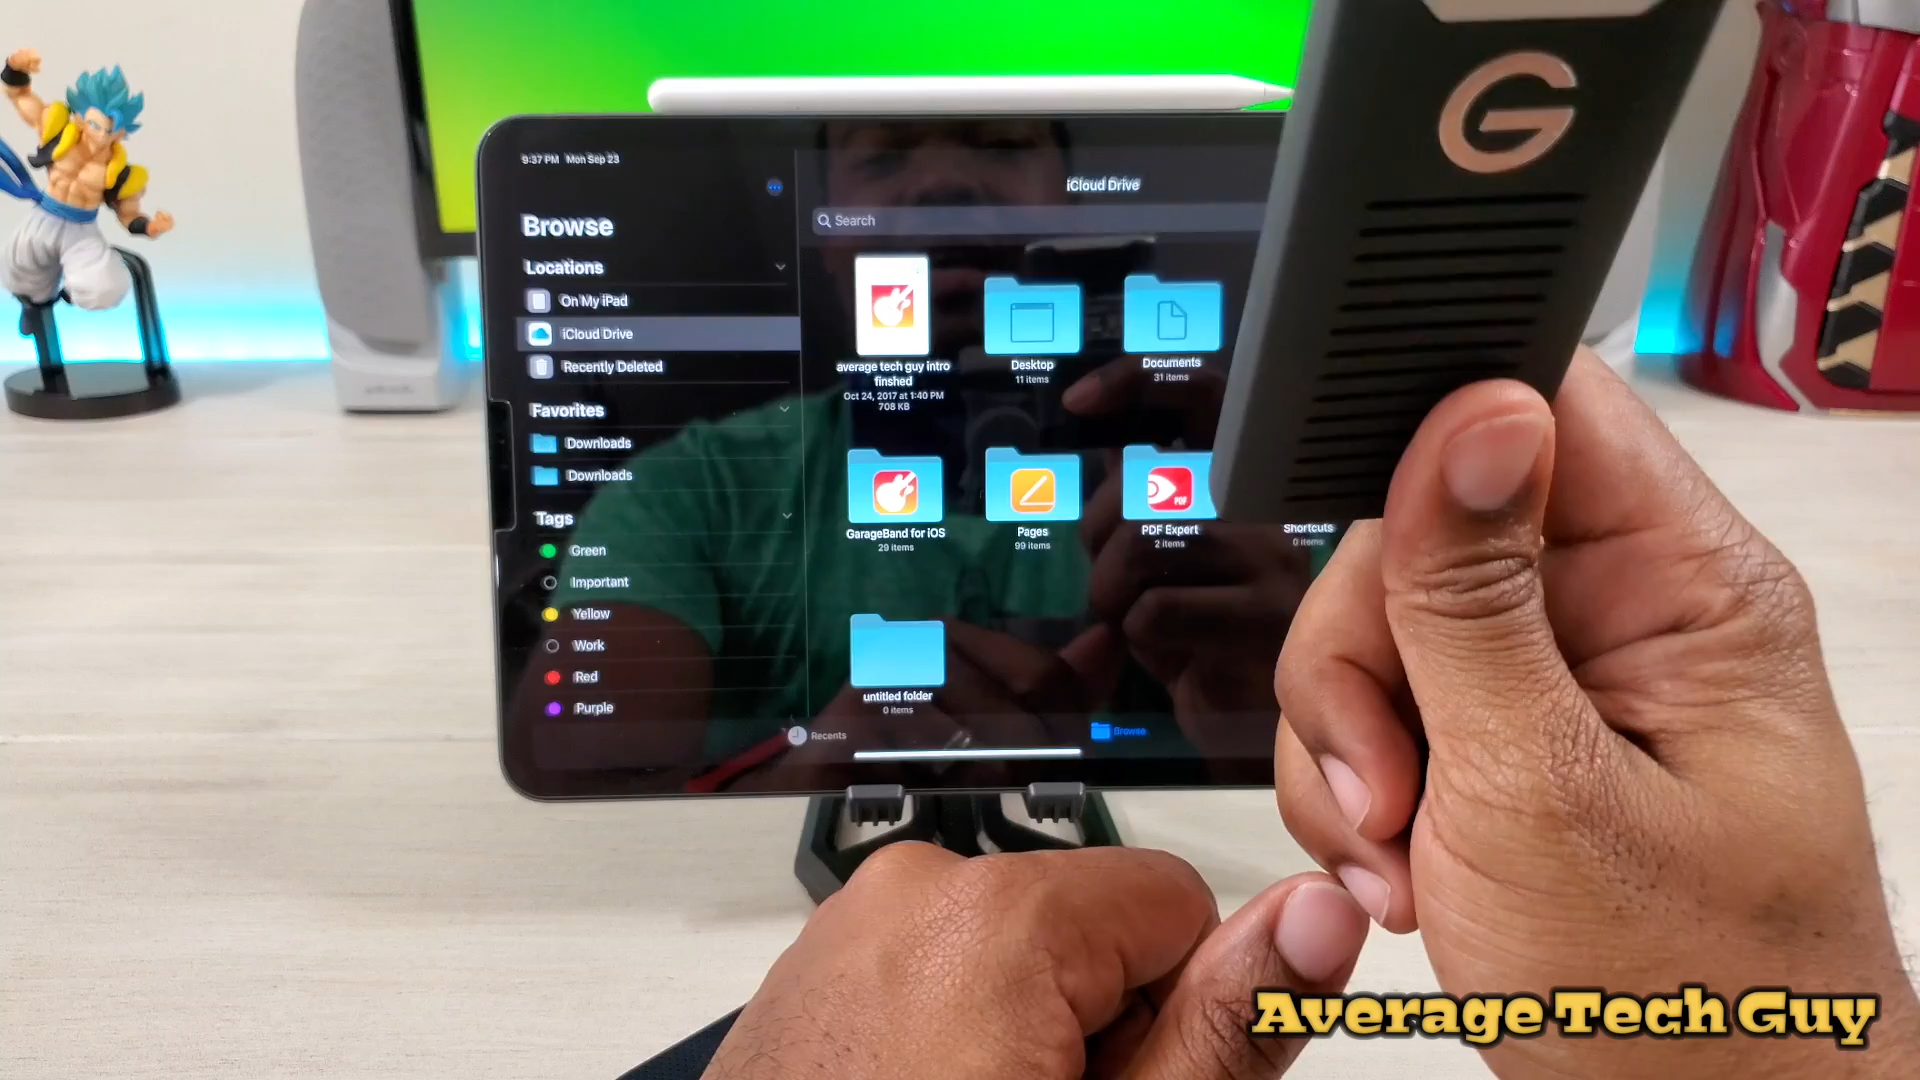 9:37 PM Mon Sep 23
iCloud Drive
Search
Browse
Locations
On My iPad
iCloud Drive
Recently Deleted
Favorites
Downloads
Downloads
Tags
Green
Important
Yellow
Work
Red
Purple
average tech guy intro
finshed
Oct 24, 2017 at 1:40 PM
708 KB
Desktop
11 items
Documents
31 items
GarageBand for iOS
29 items
Pages
99 items
PDF
PDF Expert
2 items
Shortcuts
0 items
untitled folder
0 items
Recents
Browse
G
Average Tech Guy